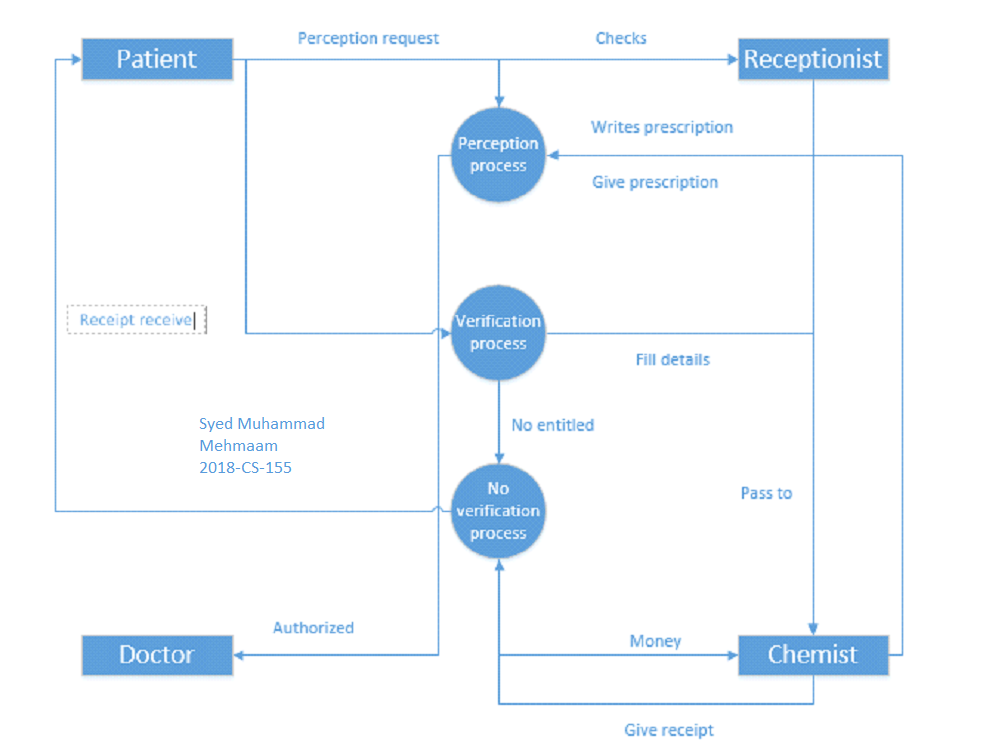 Perception request
Checks
Patient
Receptionist
Writes prescription
Perception
process
Give prescription
Receipt receive
Verification
process
Fill details
Syed Muhammad
Mehmaam
2018-CS-155
No entitled
No
verification
process
Pass to
Authorized
Doctor
Money
Chemist
Give receipt